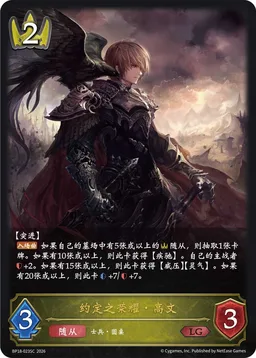 2
【爱进】
入场曲 如果自己的墓场中有5张或以上的 随从，则抽取1张卡
牌。如果有10张或以上，则此卡获得【疾驰】。自己的主战者
+2。如果有15张或以上，则此卡获得【威压】【灵气】。如果有
20张或以上，则此卡 +7/ +7。
约定之荣耀·高文
3
随从
士兵·国来
LG
3
BP18-021SC 2026
© Cygames, Inc. Published by NetEase Games